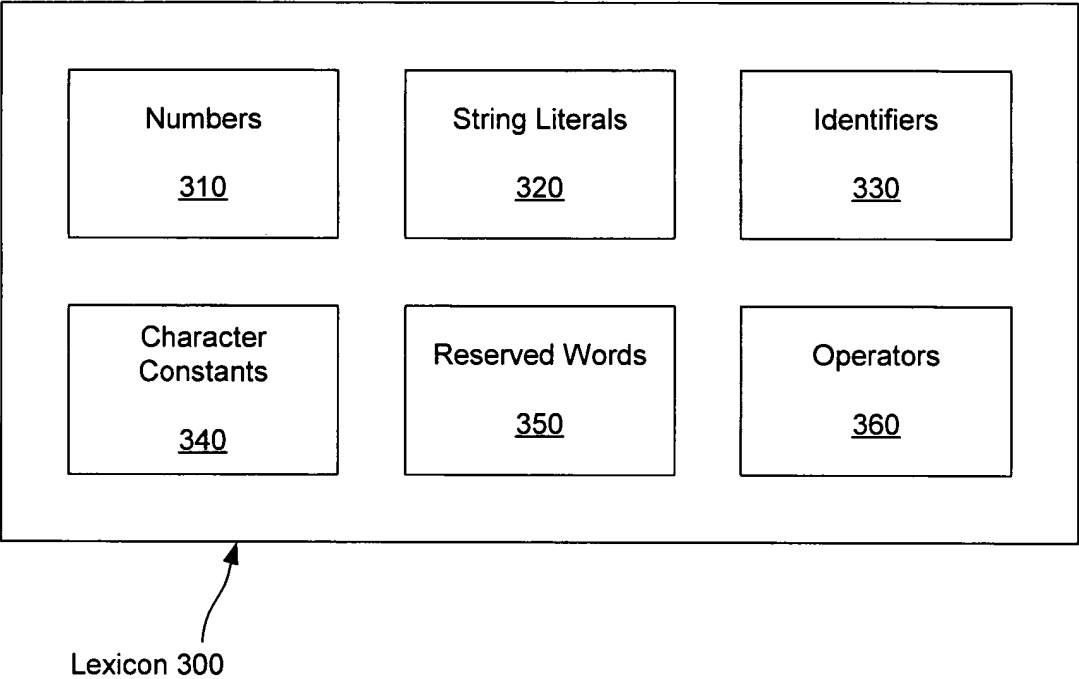 Numbers
310
String Literals
320
Identifiers
330
Character
Constants
340
Reserved Words
350
Operators
360
Lexicon 300